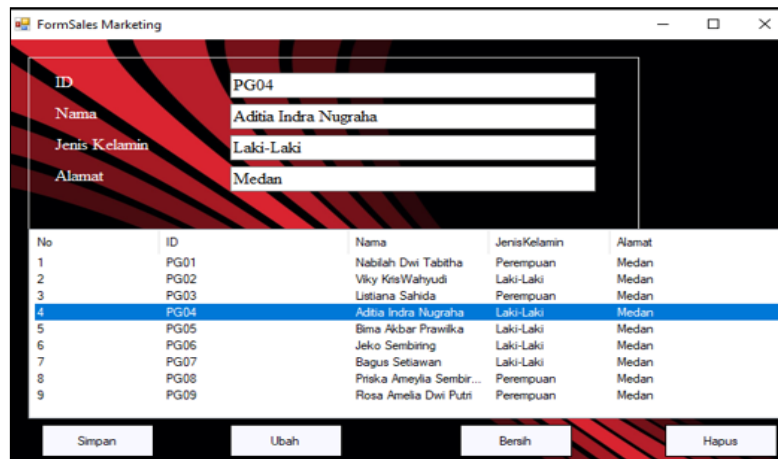 FormSales Marketing
ID PG04
Nama Aditia Indra Nugraha
Jenis Kelamin Laki-Laki
Alamat Medan
No ID Nama JenisKelamin Alamat
1 PG01 Nabilah Dwi Tabitha Perempuan Medan
2 PG02 Viky KrisWahyudi Laki-Laki Medan
3 PG03 Listiana Sahida Perempuan Medan
4 PG04 Aditia Indra Nugraha Laki-Laki Medan
5 PG05 Bima Akbar Prawilka Laki-Laki Medan
6 PG06 Jeko Sembiring Laki-Laki Medan
7 PG07 Bagus Setiawan Laki-Laki Medan
8 PG08 Priska Ameylia Sembir... Perempuan Medan
9 PG09 Rosa Amelia Dwi Putri Perempuan Medan
Simpan Ubah Bersih Hapus